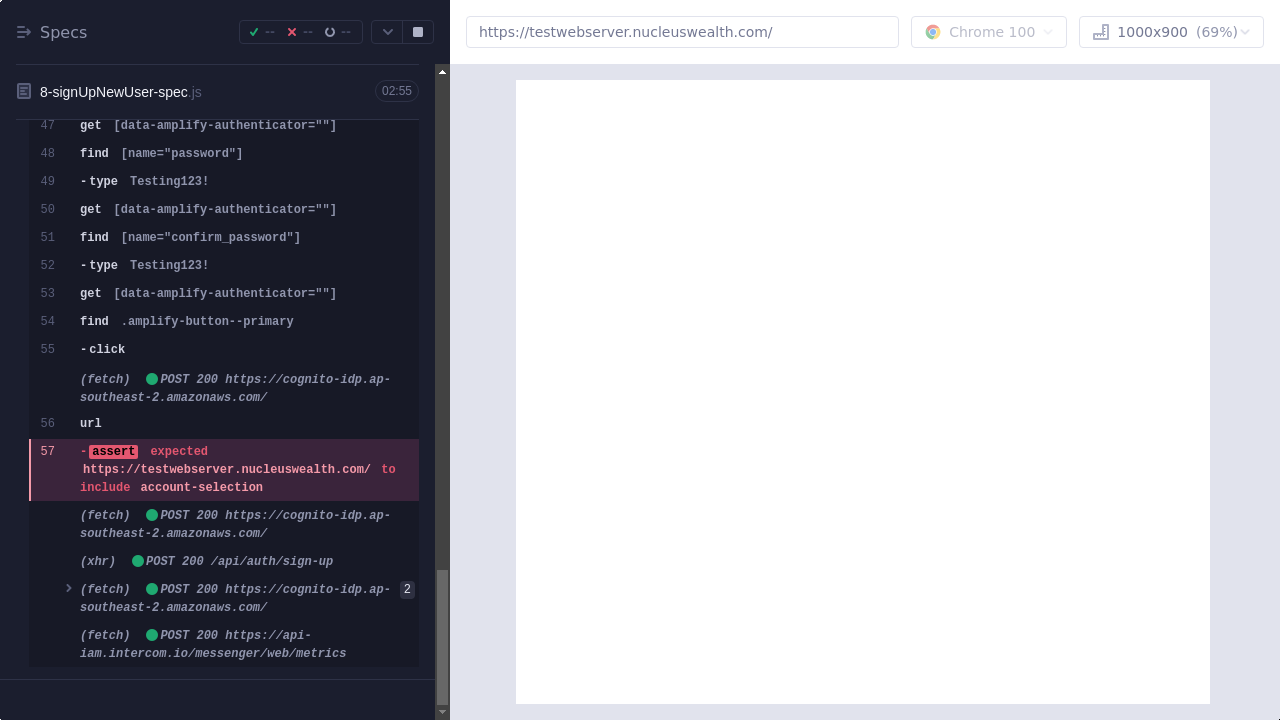 Specs
--
--
--
https://testwebserver.nucleuswealth.com/
Chrome 100
1000x900 (69%)
8-signUpNewUser-spec.js
02:55
47 get [data-amplify-authenticator=""]
48 find [name="password"]
49 -type Testing123!
50 get [data-amplify-authenticator=""]
51 find [name="confirm_password"]
52 -type Testing123!
53 get [data-amplify-authenticator=""]
54 find .amplify-button--primary
55 -click
(fetch) POST 200 https://cognito-idp.ap-
southeast-2.amazonaws.com/
56 url
57 -assert expected
https://testwebserver.nucleuswealth.com/ to
include account-selection
(fetch) POST 200 https://cognito-idp.ap-
southeast-2.amazonaws.com/
(xhr) POST 200 /api/auth/sign-up
(fetch) POST 200 https://cognito-idp.ap- 2
southeast-2.amazonaws.com/
(fetch) POST 200 https://api-
iam.intercom.io/messenger/web/metrics